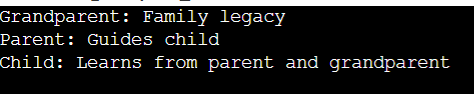 Grandparent: Family legacy
Parent: Guides child
Child: Learns from parent and grandparent